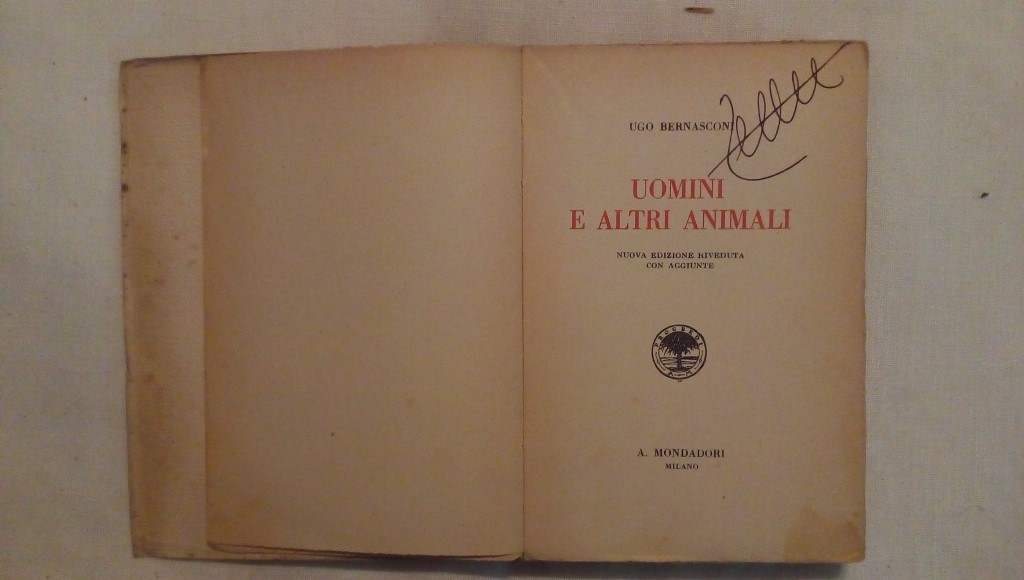 UGO BERNASCONI
UOMINI
E ALTRI ANIMALI
NUOVA EDIZIONE RIVEDUTA
CON AGGIUNTE
A. MONDADORI
MILANO